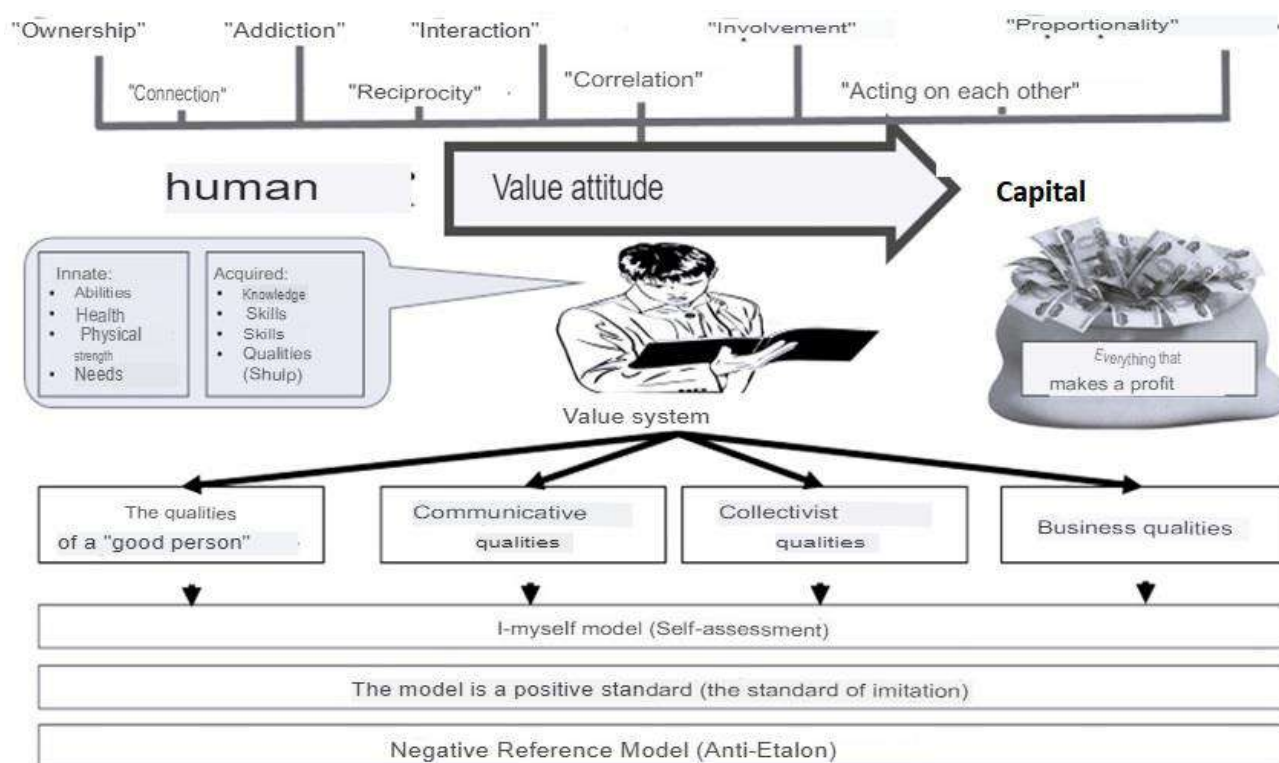 "Ownership" "Addiction" "Interaction" "Involvement" "Proportionality"
"Connection" "Reciprocity" "Correlation" "Acting on each other"
human Value attitude Capital
Innate:
• Abilities
• Health
• Physical
strength
• Needs
Acquired:
• Knowledge
• Skills
• Skills
• Qualities
(Shulp)
Everything that
makes a profit
Value system
The qualities
of a "good person"
Communicative
qualities
Collectivist
qualities
Business qualities
I-myself model (Self-assessment)
The model is a positive standard (the standard of imitation)
Negative Reference Model (Anti-Etalon)